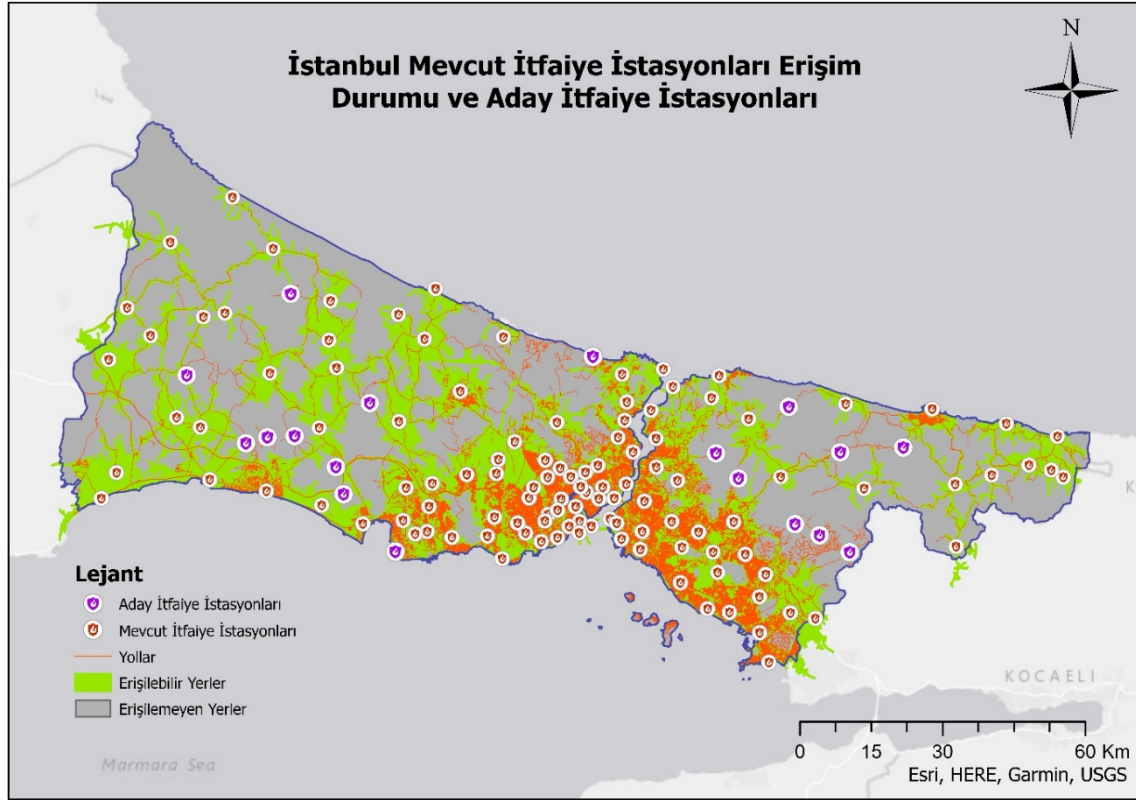 İstanbul Mevcut İtfaiye İstasyonları Erişim
Durumu ve Aday İtfaiye İstasyonları
N
Lejant
Aday İtfaiye İstasyonları
Mevcut İtfaiye İstasyonları
Yollar
Erişilebilir Yerler
Erişilemeyen Yerler
KOCAELİ
0 15 30 60 Km
Esri, HERE, Garmin, USGS
Marmara Sea